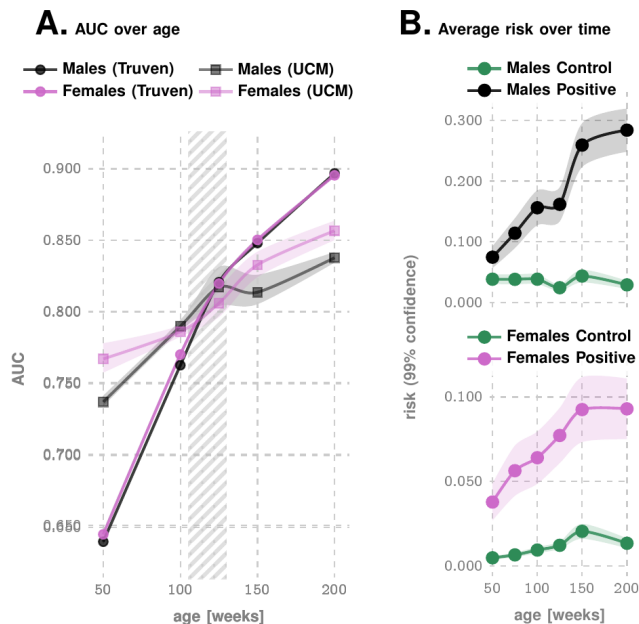 A. AUC over age
Males (Truven)
Males (UCM)
Females (Truven)
Females (UCM)
0.900
0.850
0.800
0.750
0.700
0.650
AUC
50
100
150
200
age [weeks]
B. Average risk over time
Males Control
Males Positive
0.300
0.200
0.100
0.000
risk (99% confidence)
Females Control
Females Positive
0.100
0.050
0.000
50
100
150
200
age [weeks]